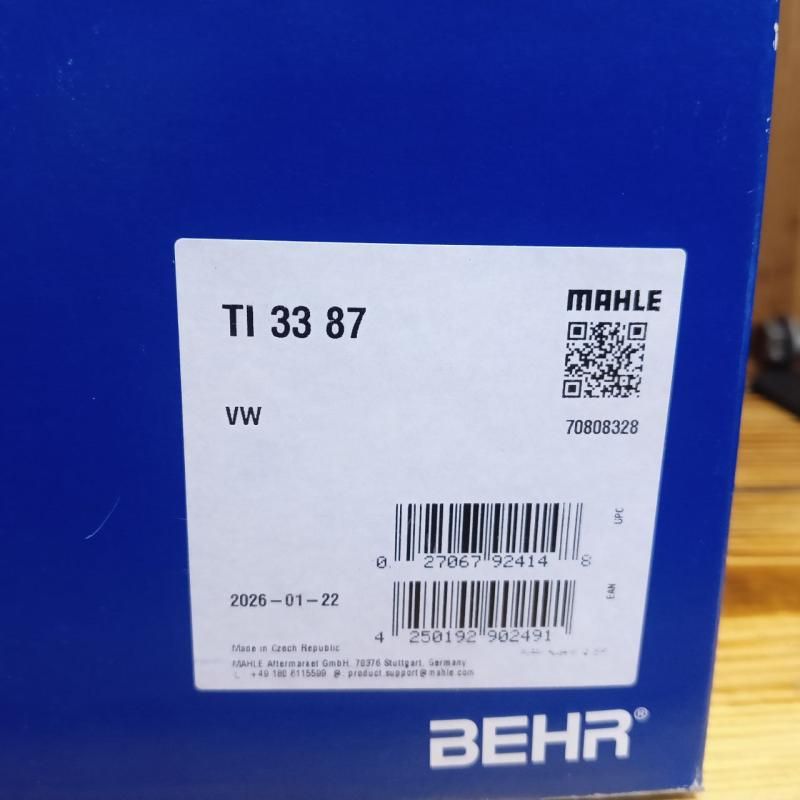 TI 33 87
MAHLE
VW
70808328
UPC
0 27067 92414 8
EAN
2026-01-22
4 250192 902491
Made in Czech Republic
MAHLE Aftermarket GmbH, 70376 Stuttgart, Germany
+49 180 6115599 @: product.support@mahle.com
BEHR®